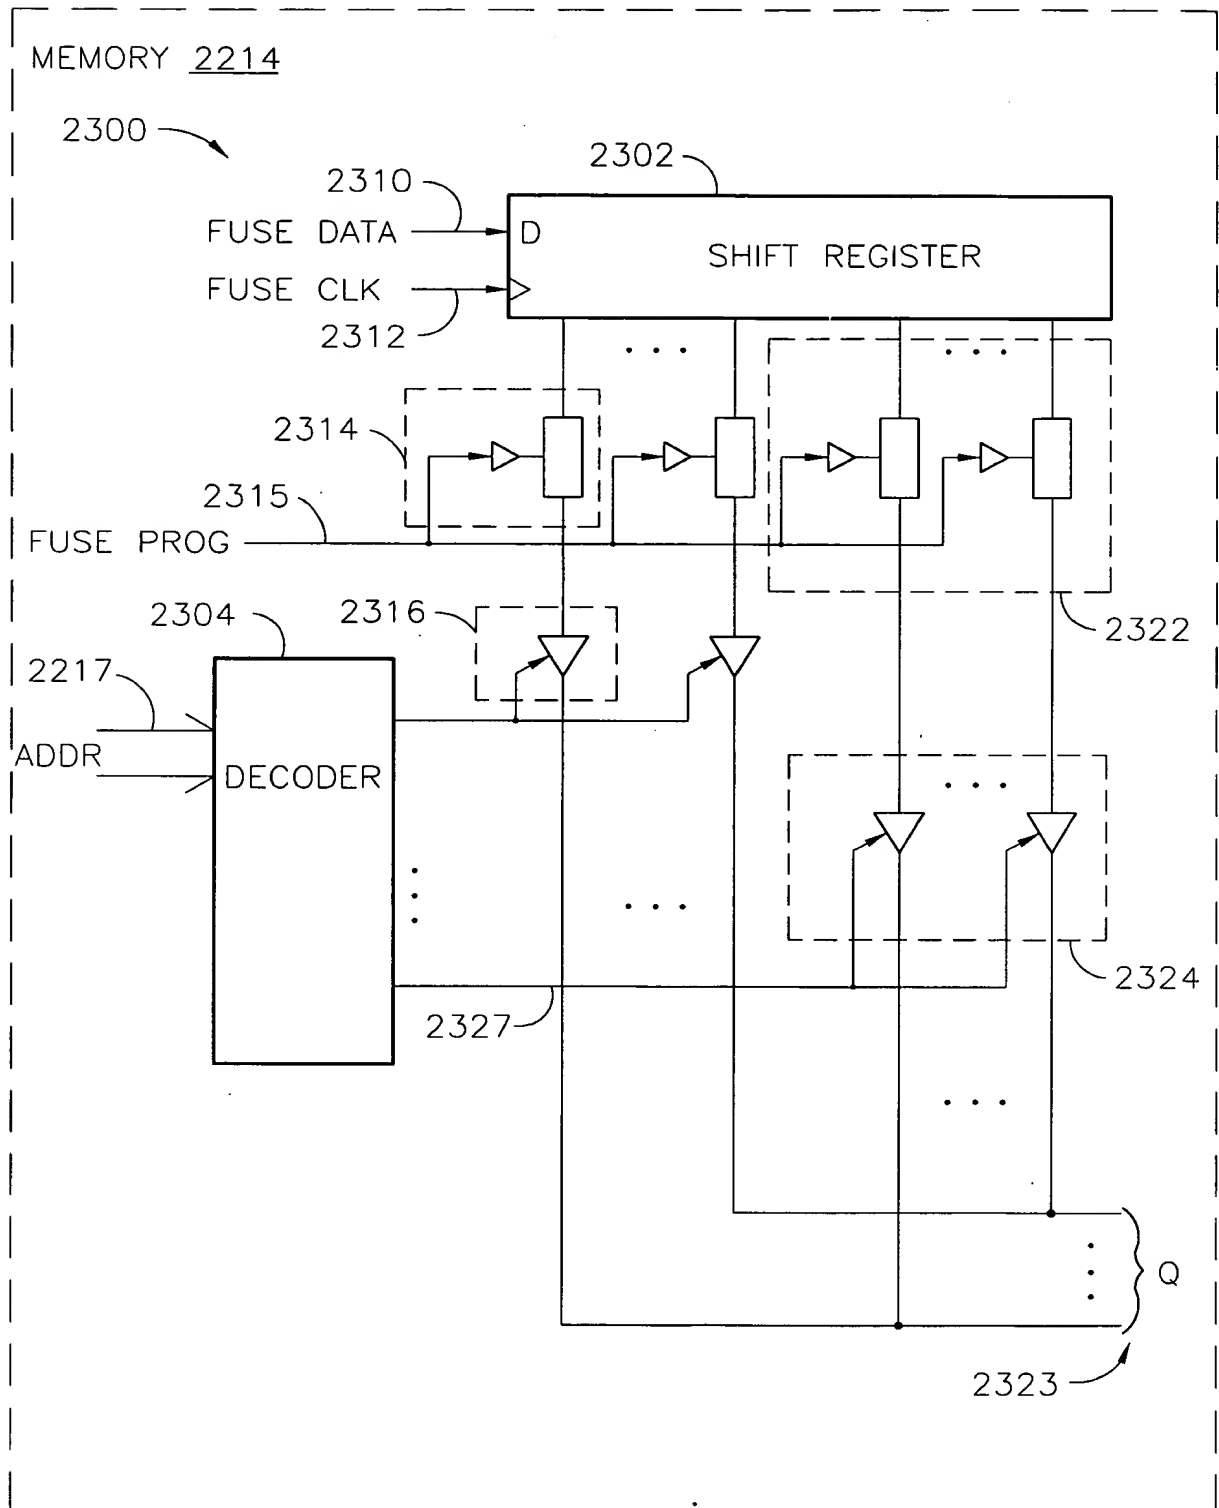 MEMORY 2214
2300
2302
2310
FUSE DATA
D
SHIFT REGISTER
FUSE CLK
2312
2314
2315
FUSE PROG
2316
2322
2304
2217
ADDR
DECODER
2324
2327
Q
2323